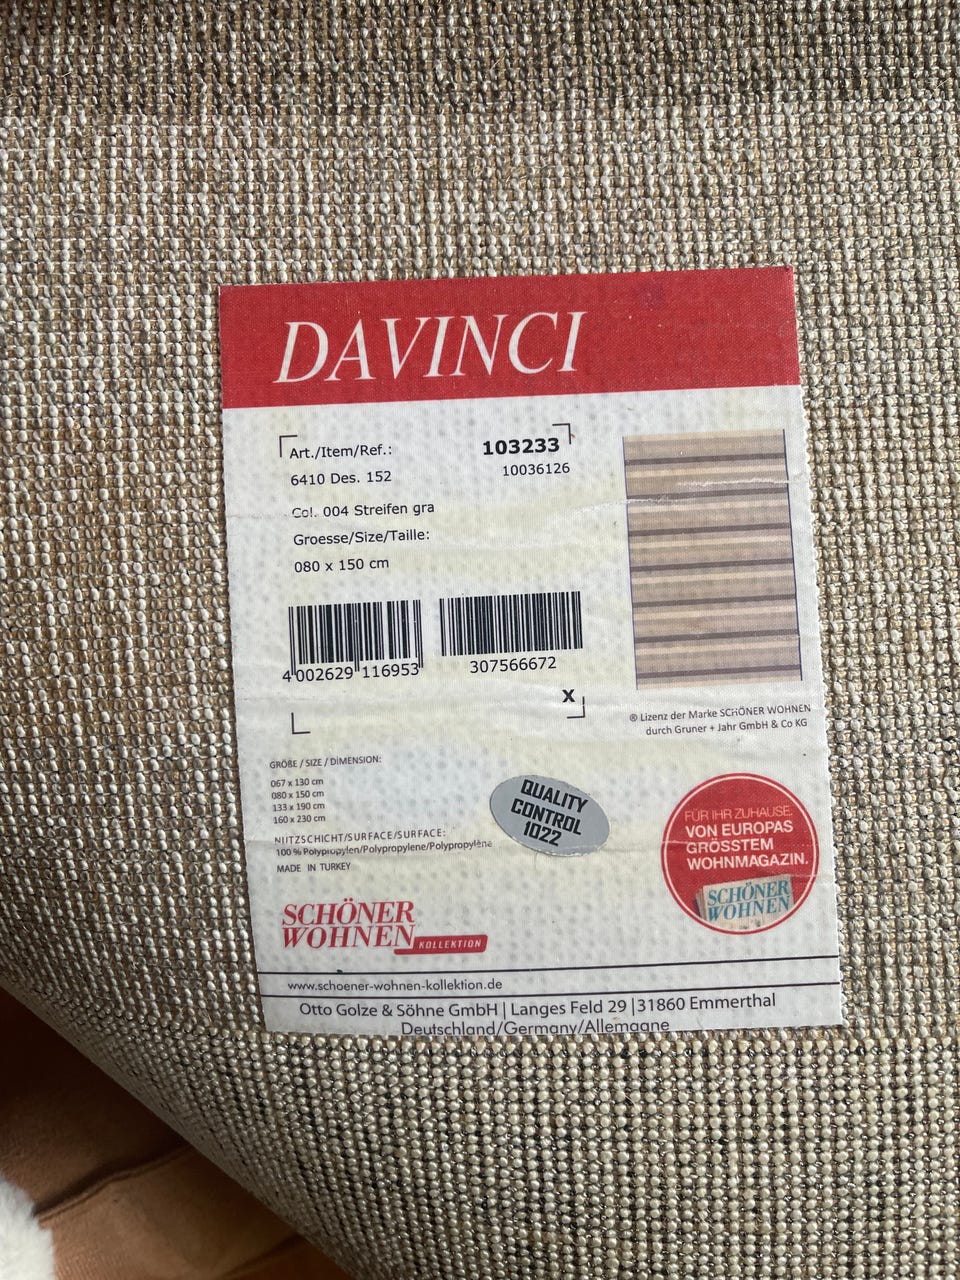 DAVINCI
Art./Item/Ref.:
103233
6410 Des. 152
10036126
Col. 004 Streifen gra
Groesse/Size/Taille:
080 x 150 cm
4 002629 116953
307566672
X
® Lizenz der Marke SCHÖNER WOHNEN
durch Gruner + Jahr GmbH & Co KG
GRÖßE / SIZE / DIMENSION:
067 x 130 cm
080 x 150 cm
133 x 190 cm
160 x 230 cm
NUTZSCHICHT/SURFACE/SURFACE:
100 % Polypropylen/Polypropylene/Polypropylène
MADE IN TURKEY
QUALITY
CONTROL
1022
FÜR IHR ZUHAUSE.
VON EUROPAS
GRÖSSTEM
WOHNMAGAZIN.
SCHÖNER
WOHNEN
SCHÖNER
WOHNEN
KOLLEKTION
www.schoener-wohnen-kollektion.de
Otto Golze & Söhne GmbH | Langes Feld 29 |31860 Emmerthal
Deutschland/Germany/Allemagne